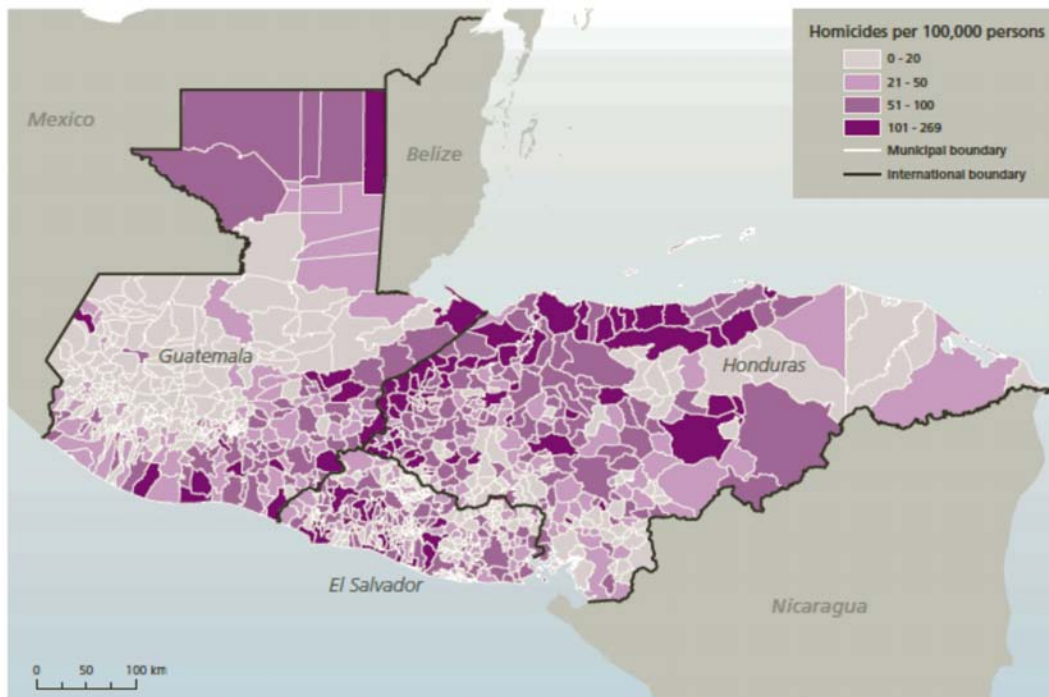 Homicides per 100,000 persons
0 - 20
21 - 50
51 - 100
101 - 269
Municipal boundary
International boundary
Mexico
Belize
Guatemala
Honduras
El Salvador
Nicaragua
0 50 100 km